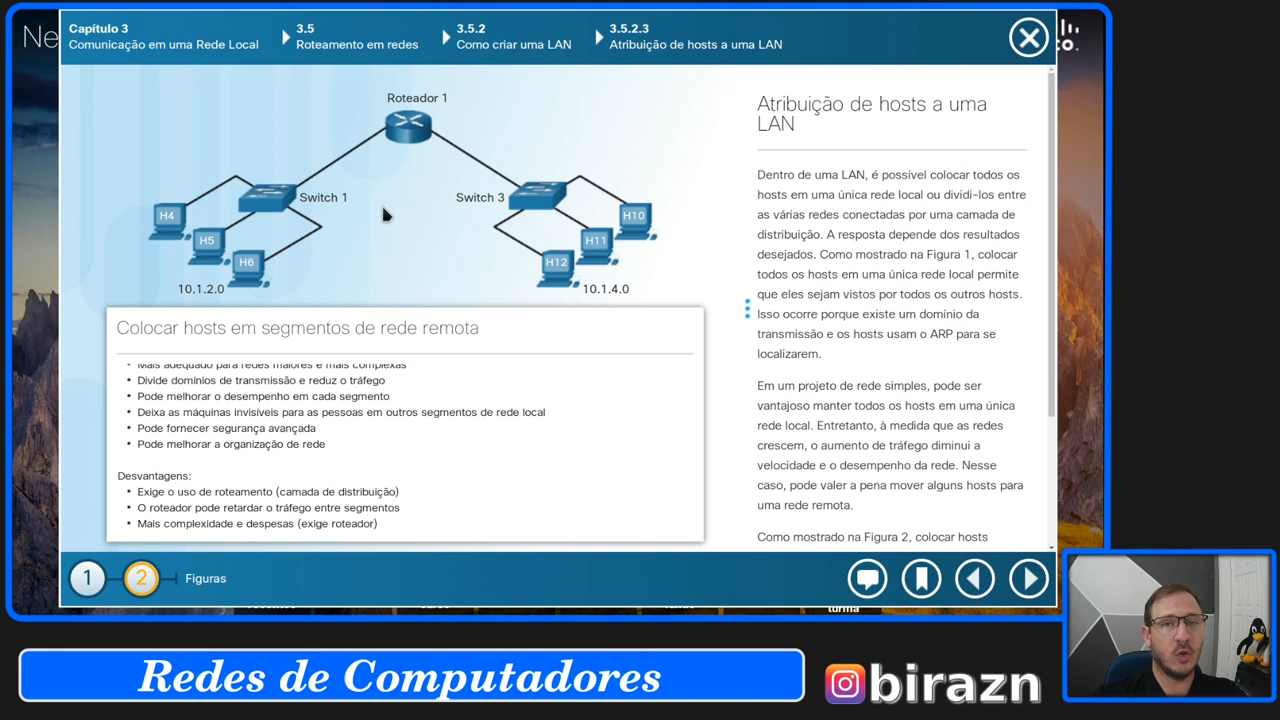 Ne
Capítulo 3
Comunicação em uma Rede Local
3.5
Roteamento em redes
3.5.2
Como criar uma LAN
3.5.2.3
Atribuição de hosts a uma LAN
Roteador 1
Switch 1
Switch 3
H4
H5
H6
H10
H11
H12
10.1.2.0
10.1.4.0
Colocar hosts em segmentos de rede remota
• Mais adequado para redes maiores e mais complexas
• Divide domínios de transmissão e reduz o tráfego
• Pode melhorar o desempenho em cada segmento
• Deixa as máquinas invisíveis para as pessoas em outros segmentos de rede local
• Pode fornecer segurança avançada
• Pode melhorar a organização de rede
Desvantagens:
• Exige o uso de roteamento (camada de distribuição)
• O roteador pode retardar o tráfego entre segmentos
• Mais complexidade e despesas (exige roteador)
Atribuição de hosts a uma
LAN
Dentro de uma LAN, é possível colocar todos os
hosts em uma única rede local ou dividi-los entre
as várias redes conectadas por uma camada de
distribuição. A resposta depende dos resultados
desejados. Como mostrado na Figura 1, colocar
todos os hosts em uma única rede local permite
que eles sejam vistos por todos os outros hosts.
Isso ocorre porque existe um domínio da
transmissão e os hosts usam o ARP para se
localizarem.
Em um projeto de rede simples, pode ser
vantajoso manter todos os hosts em uma única
rede local. Entretanto, à medida que as redes
crescem, o aumento de tráfego diminui a
velocidade e o desempenho da rede. Nesse
caso, pode valer a pena mover alguns hosts para
uma rede remota.
Como mostrado na Figura 2, colocar hosts
1
2
Figuras
turma
Redes de Computadores
birazn